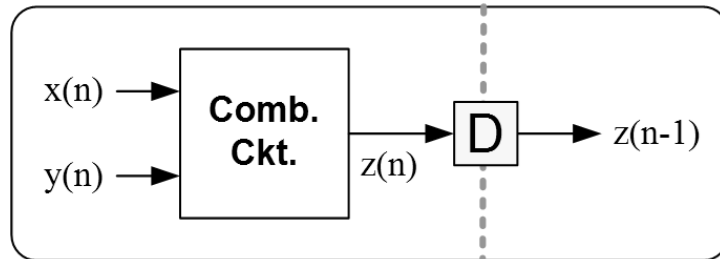 x(n)
y(n)
Comb.
Ckt.
z(n)
D
z(n-1)